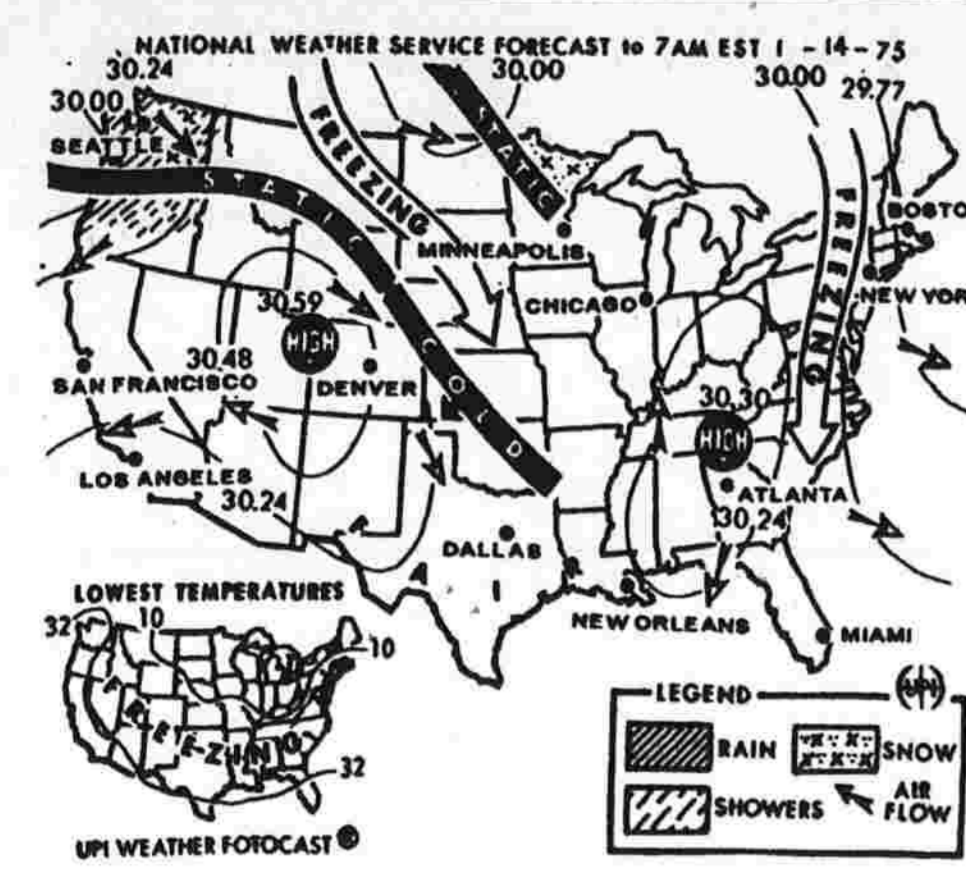 NATIONAL WEATHER SERVICE FORECAST to 7AM EST 1 - 14 - 75
30.24
30.00
30.00
29.77
30.00
SEATTLE
FREEZING
STATIC
STATIC
COLD
MINNEAPOLIS
FREEZING
BOSTO
NEW YOR
CHICAGO
30.59
HIGH
30.48
SAN FRANCISCO
DENVER
30.30
HIGH
LOS ANGELES
30.24
ATLANTA
30.24
F A I
DALLAS
NEW ORLEANS
MIAMI
LOWEST TEMPERATURES
32
10
10
F-R-E-E-Z-I-N-G
32
UPI WEATHER FOTOCAST
LEGEND
UPI
RAIN
SNOW
SHOWERS
AIR
FLOW